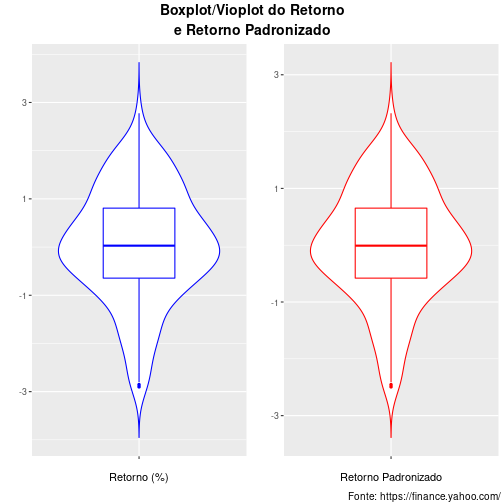 Boxplot/Vioplot do Retorno
e Retorno Padronizado
3
1
-1
-3
Retorno (%)
3
1
-1
-3
Retorno Padronizado
Fonte: https://finance.yahoo.com/